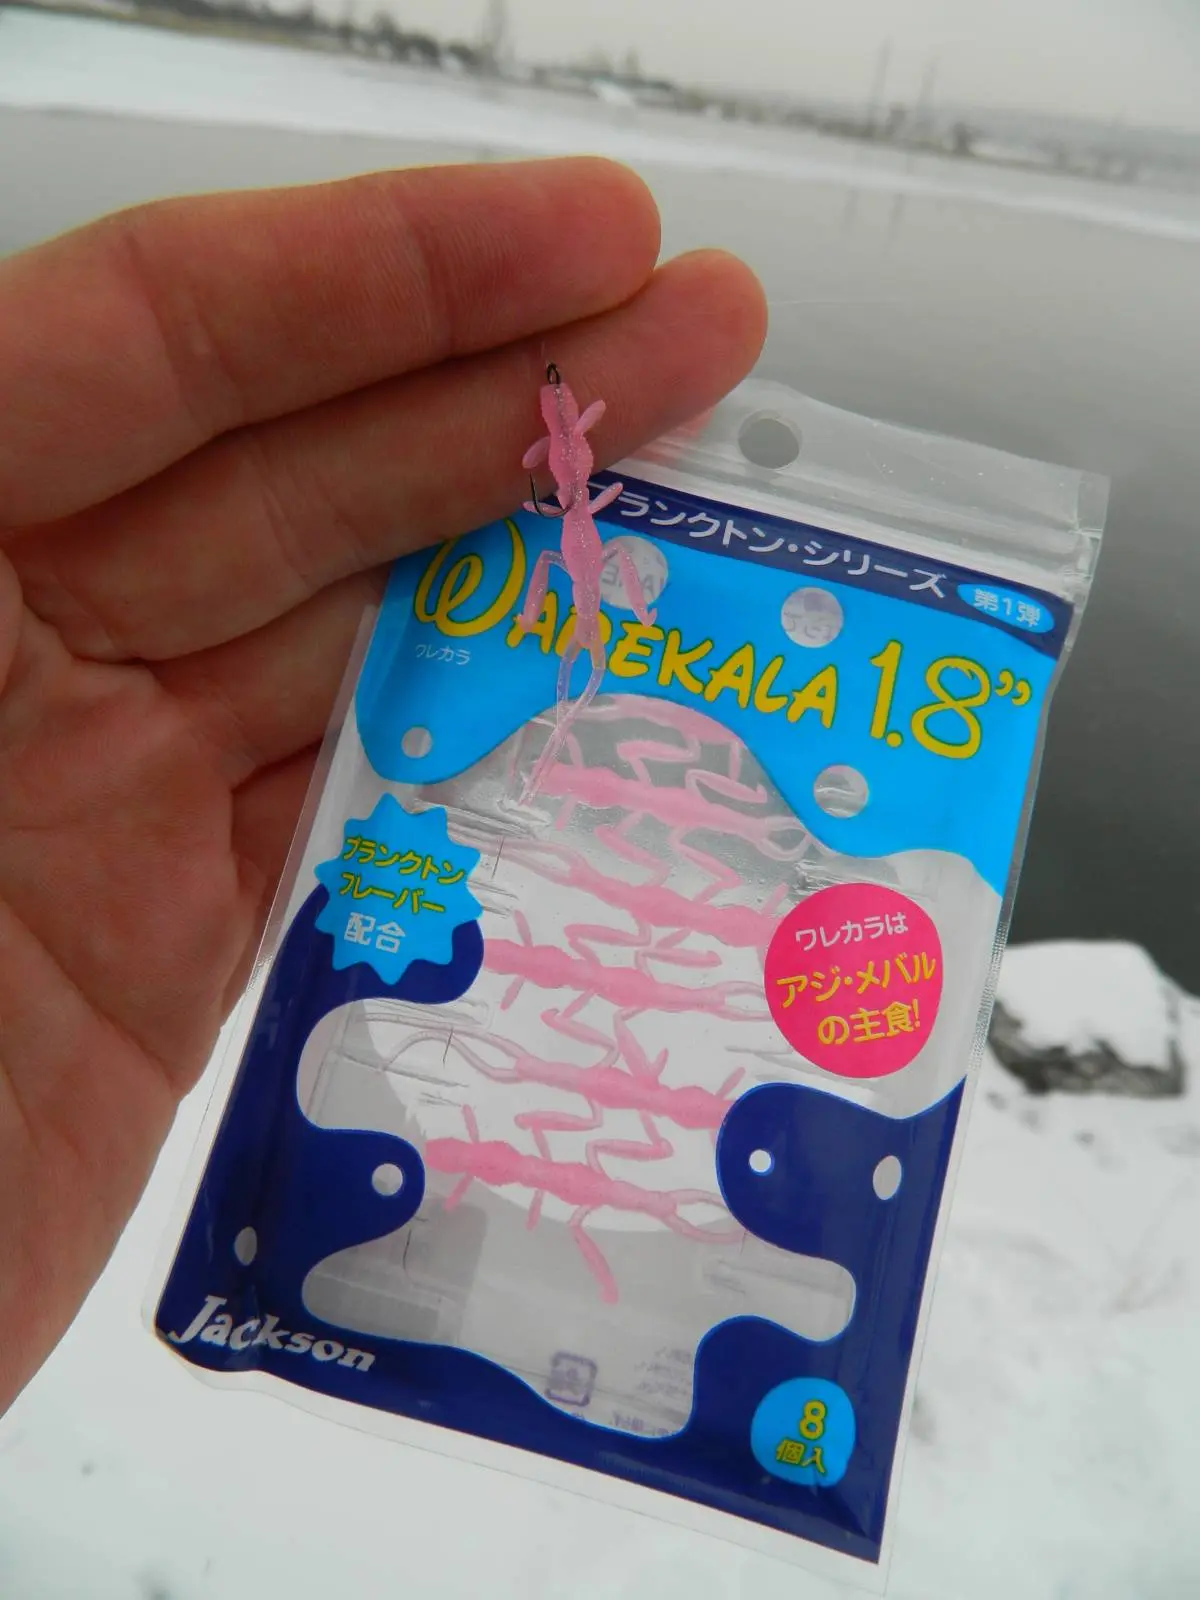 プランクトン・シリーズ 第1弾
WAREKALA 1.8”
ワレカラ
プランクトン
フレーバー
配合
ワレカラは
アジ・メバル
の主食!
Jackson
8
個入